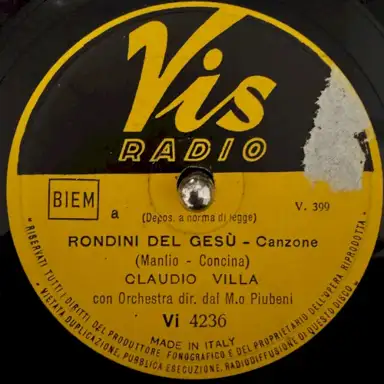 Vis
RADIO
BIEM
a
(Depos. a norma di legge)
V. 399
RONDINI DEL GESÙ - Canzone
(Manlio - Concina)
CLAUDIO VILLA
con Orchestra dir. dal M.o Piubeni
Vi 4236
MADE IN ITALY
• RISERVATI TUTTI I DIRITTI DEL PRODUTTORE FONOGRAFICO E DEL PROPRIETARIO DELL'OPERA RIPRODOTTA •
• VIETATA DUPLICAZIONE, PUBBLICA ESECUZIONE, RADIODIFFUSIONE DI QUESTO DISCO •